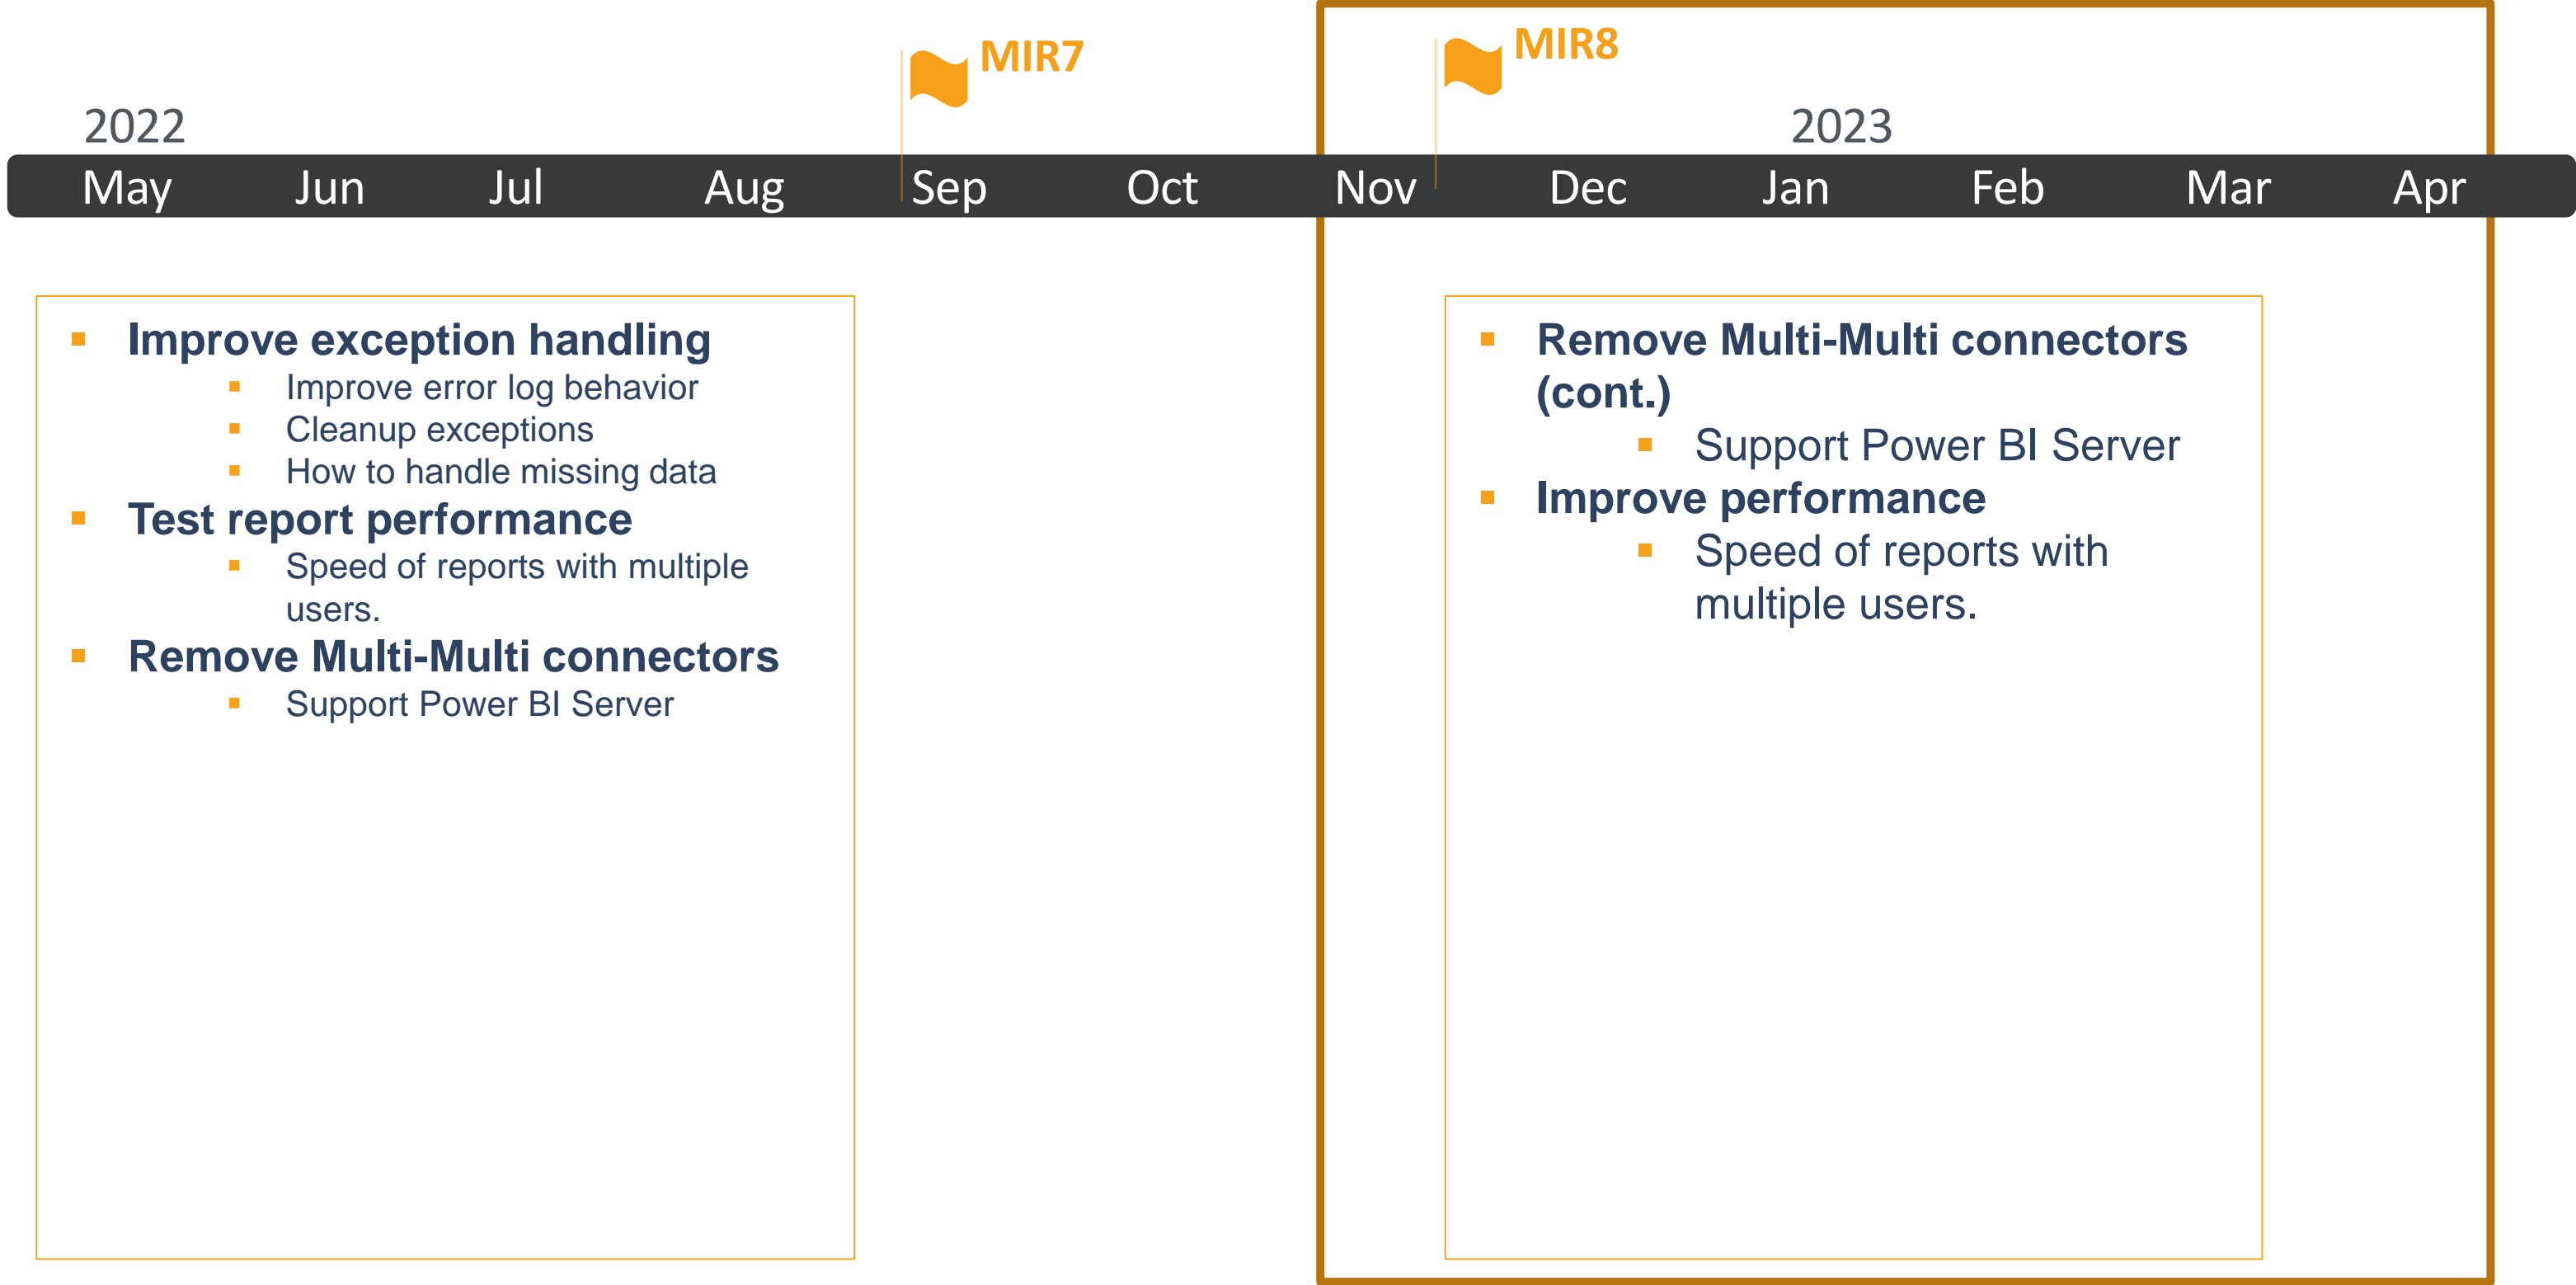 MIR7
MIR8
2022
2023
May Jun Jul Aug Sep Oct Nov Dec Jan Feb Mar Apr
Improve exception handling
Improve error log behavior
Cleanup exceptions
How to handle missing data
Test report performance
Speed of reports with multiple
users.
Remove Multi-Multi connectors
Support Power BI Server
Remove Multi-Multi connectors
(cont.)
Support Power BI Server
Improve performance
Speed of reports with
multiple users.